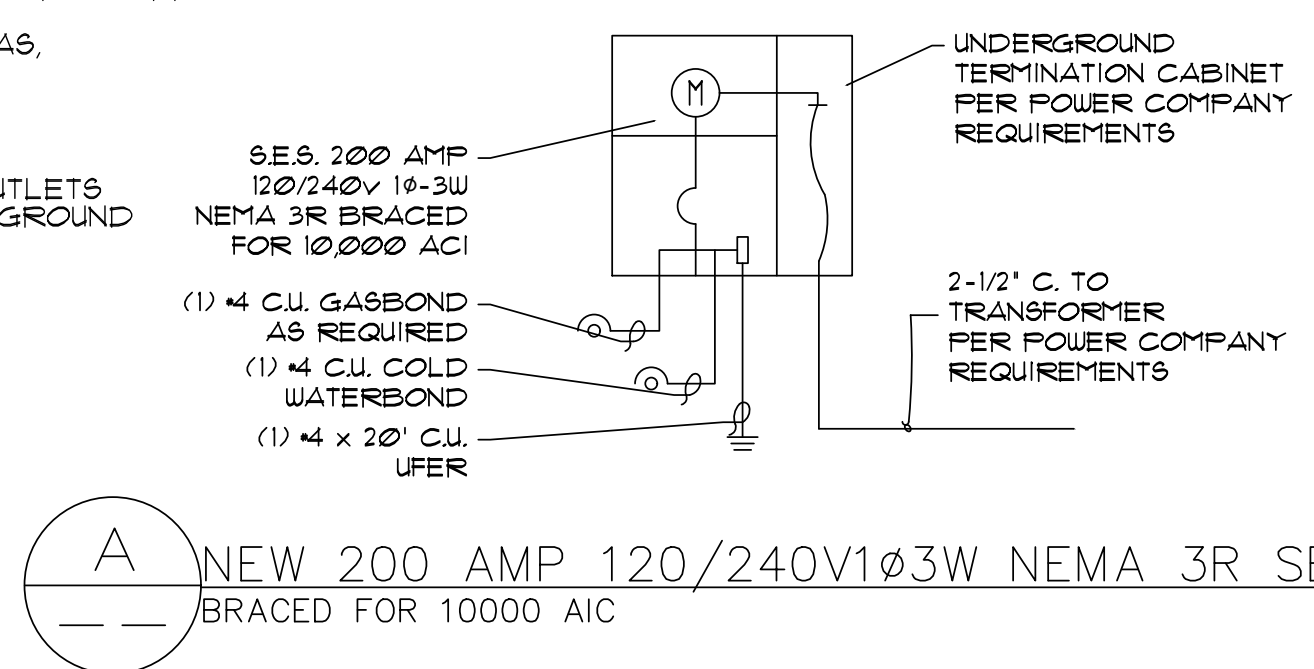 AS,
UTLETS
GROUND
S.E.S. 200 AMP
120/240v 1ø-3W
NEMA 3R BRACED
FOR 10,000 ACI
(1) #4 C.U. GASBOND
AS REQUIRED
(1) #4 C.U. COLD
WATERBOND
(1) #4 x 20' C.U.
UFER
M
UNDERGROUND
TERMINATION CABINET
PER POWER COMPANY
REQUIREMENTS
2-1/2" C. TO
TRANSFORMER
PER POWER COMPANY
REQUIREMENTS
A
NEW 200 AMP 120/240V1ø3W NEMA 3R SE
BRACED FOR 10000 AIC